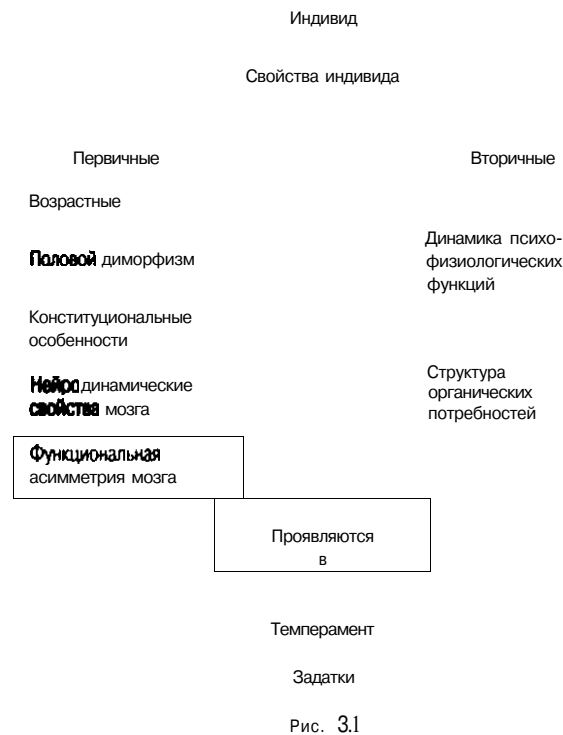 Индивид
Свойства индивида
Первичные
Возрастные
Половой диморфизм
Конституциональные
особенности
Нейродинамические
свойства мозга
Функциональная
асимметрия мозга
Вторичные
Динамика психо-
физиологических
функций
Структура
органических
потребностей
Проявляются
в
Темперамент
Задатки
Рис. 3.1